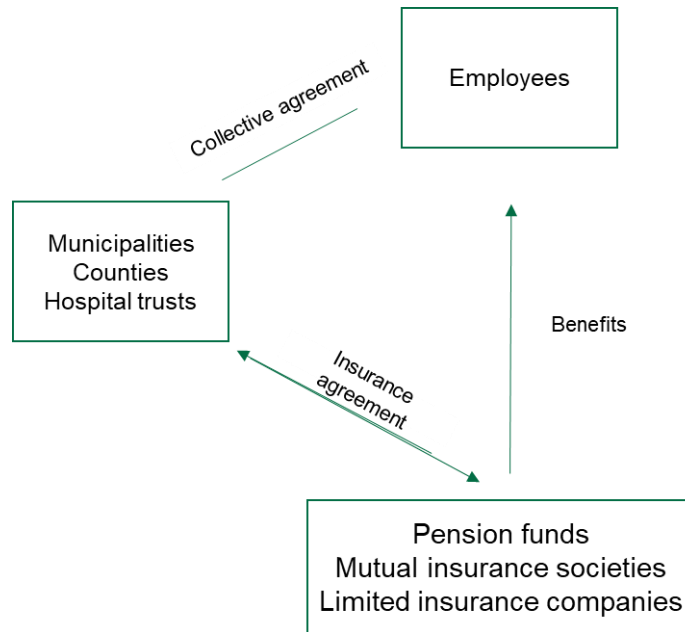 Employees
Collective agreement
Municipalities
Counties
Hospital trusts
Benefits
Insurance
agreement
Pension funds
Mutual insurance societies
Limited insurance companies